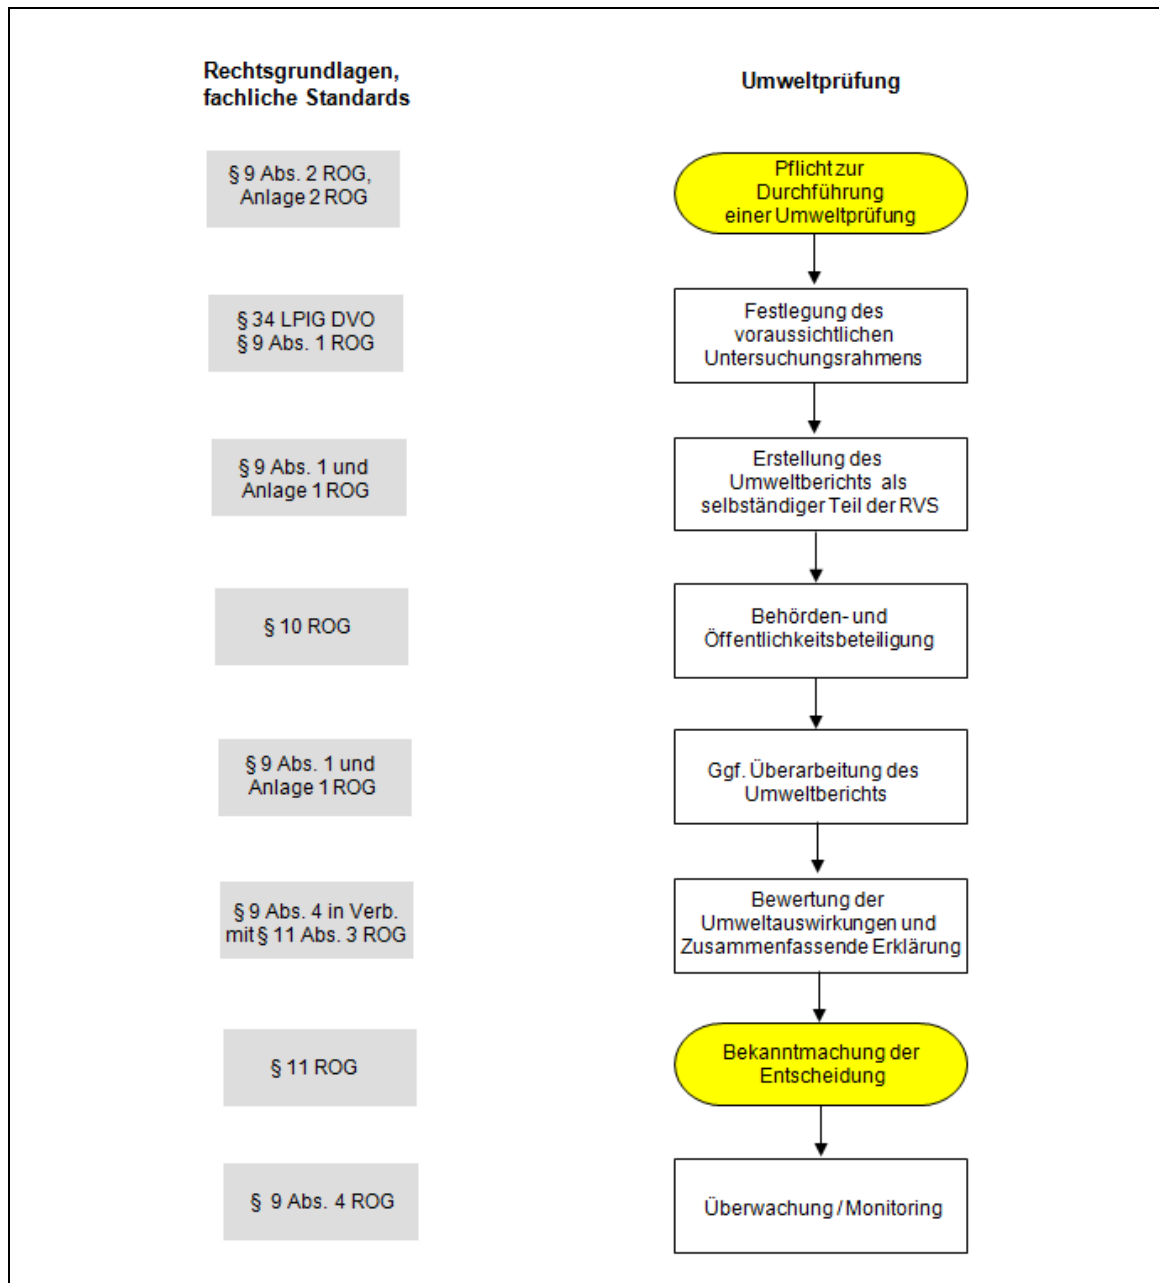 Rechtsgrundlagen,
fachliche Standards
Umweltprüfung
§ 9 Abs. 2 ROG,
Anlage 2 ROG
Pflicht zur
Durchführung
einer Umweltprüfung
§ 34 LPlG DVO
§ 9 Abs. 1 ROG
Festlegung des
voraussichtlichen
Untersuchungsrahmens
§ 9 Abs. 1 und
Anlage 1 ROG
Erstellung des
Umweltberichts als
selbständiger Teil der RVS
§ 10 ROG
Behörden- und
Öffentlichkeitsbeteiligung
§ 9 Abs. 1 und
Anlage 1 ROG
Ggf. Überarbeitung des
Umweltberichts
§ 9 Abs. 4 in Verb.
mit § 11 Abs. 3 ROG
Bewertung der
Umweltauswirkungen und
Zusammenfassende Erklärung
§ 11 ROG
Bekanntmachung der
Entscheidung
§ 9 Abs. 4 ROG
Überwachung / Monitoring